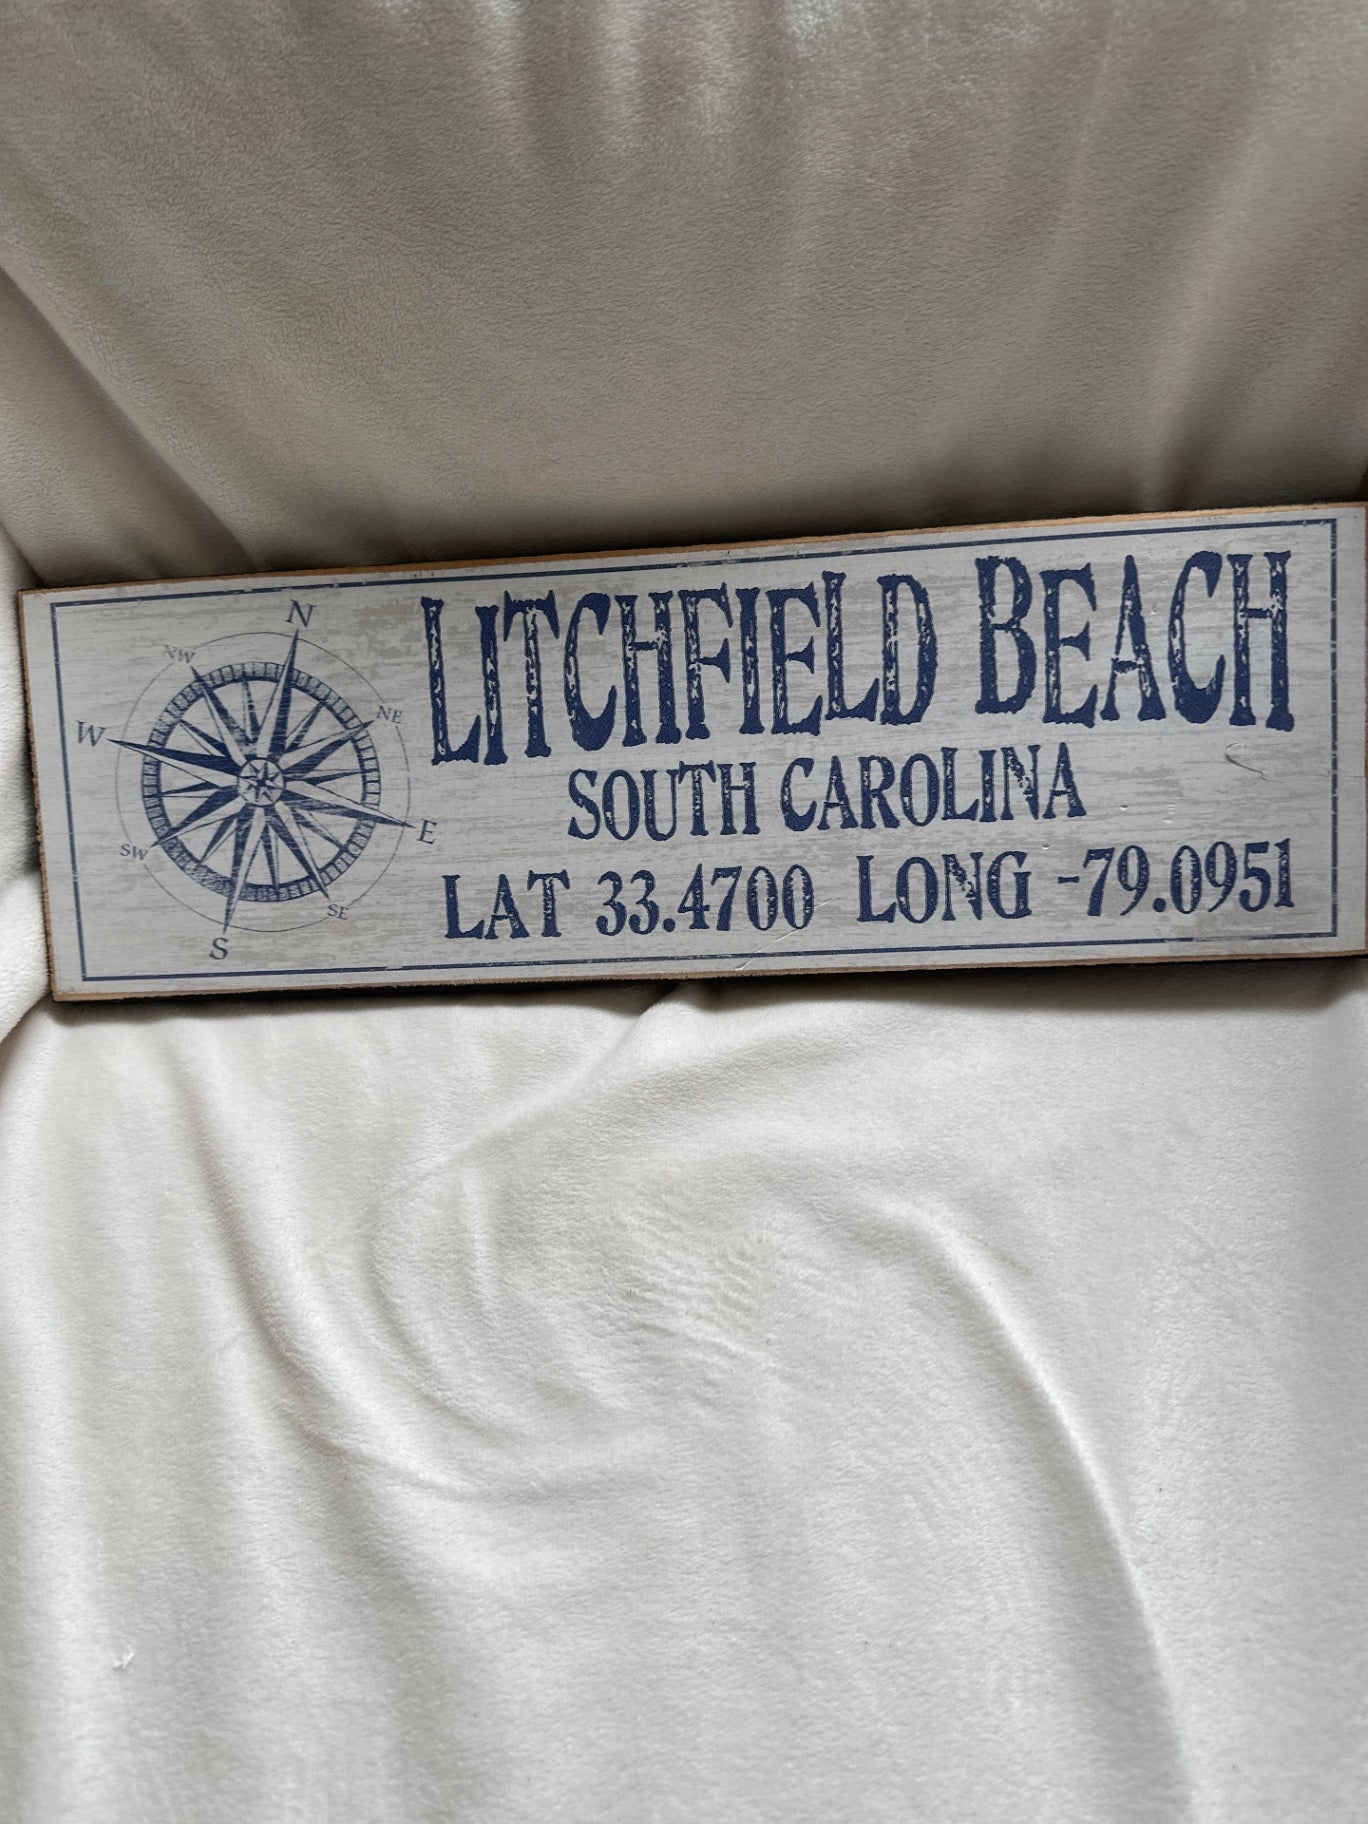 N
NW
NE
W
E
SW
SE
S
LITCHFIELD BEACH
SOUTH CAROLINA
LAT 33.4700 LONG -79.0951